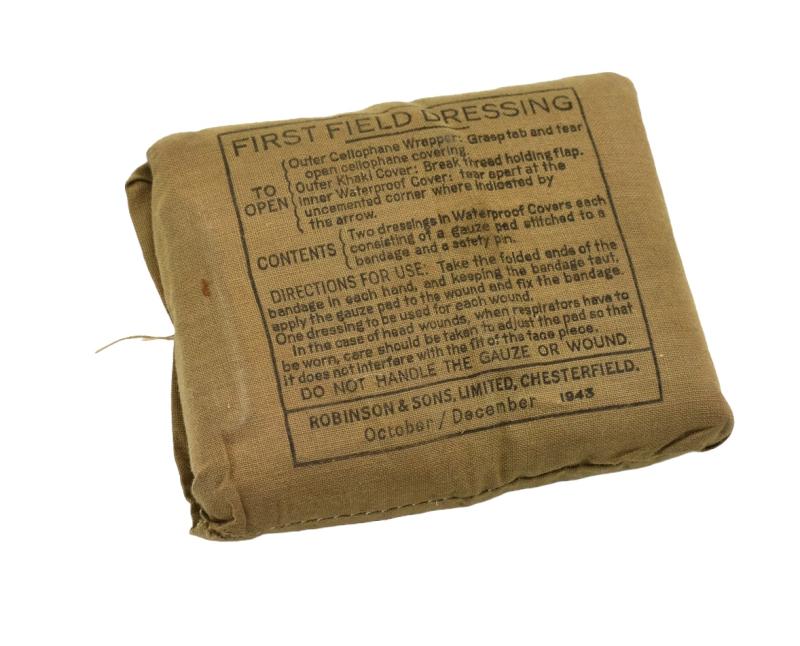 FIRST FIELD DRESSING
TO OPEN
Outer Cellophane Wrapper: Grasp tab and tear
open cellophane covering.
Outer Khaki Cover: Break thread holding flap.
Inner Waterproof Cover: tear apart at the
uncemented corner where indicated by
the arrow.
CONTENTS
Two dressings in Waterproof Covers each
consisting of a gauze pad stitched to a
bandage and a safety pin.
DIRECTIONS FOR USE: Take the folded ends of the
bandage in each hand, and keeping the bandage taut,
apply the gauze pad to the wound and fix the bandage.
One dressing to be used for each wound.
In the case of head wounds, when respirators have to
be worn, care should be taken to adjust the pad so that
it does not interfere with the fit of the face piece.
DO NOT HANDLE THE GAUZE OR WOUND.
ROBINSON & SONS, LIMITED, CHESTERFIELD.
October / December 1943